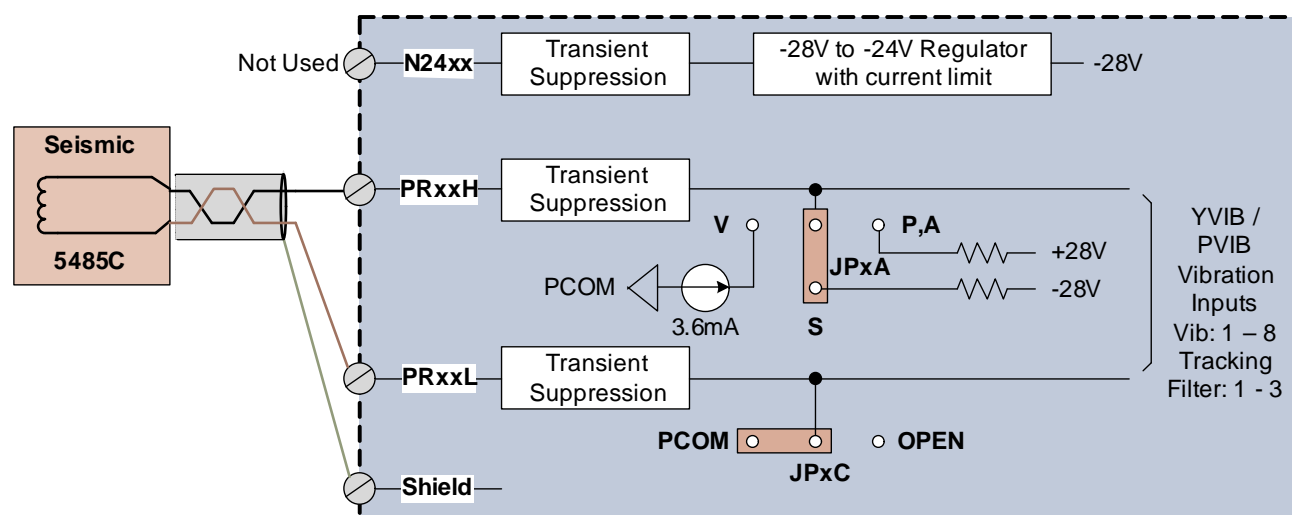 Not Used
N24xx
Transient
Suppression
-28V to -24V Regulator
with current limit
-28V
Seismic
5485C
PRxxH
Transient
Suppression
V
P,A
JPxA
+28V
-28V
PCOM
3.6mA
S
YVIB /
PVIB
Vibration
Inputs
Vib: 1 – 8
Tracking
Filter: 1 - 3
PRxxL
Transient
Suppression
PCOM
OPEN
JPxC
Shield